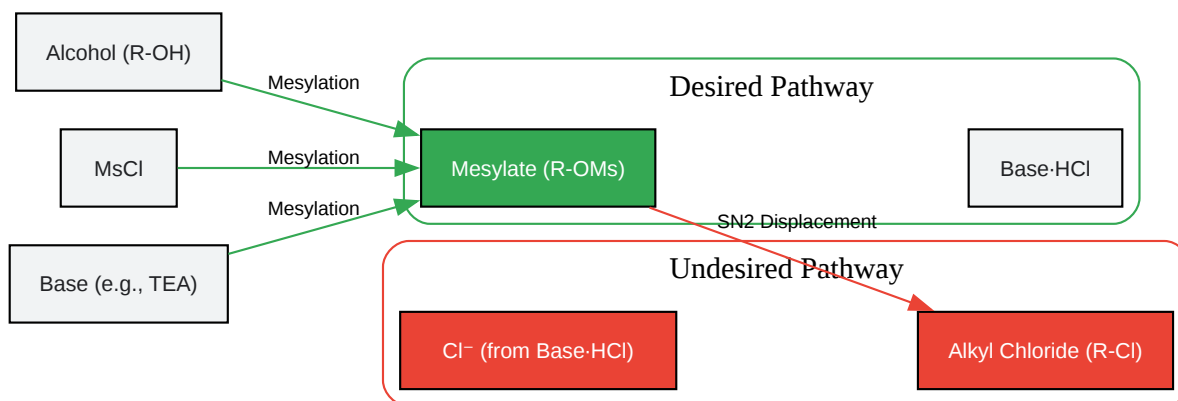 Alcohol (R-OH)
Mesylation
Desired Pathway
MsCl
Mesylation
Mesylate (R-OMs)
Base·HCl
Mesylation
SN2 Displacement
Base (e.g., TEA)
Undesired Pathway
Cl⁻ (from Base·HCl)
Alkyl Chloride (R-Cl)